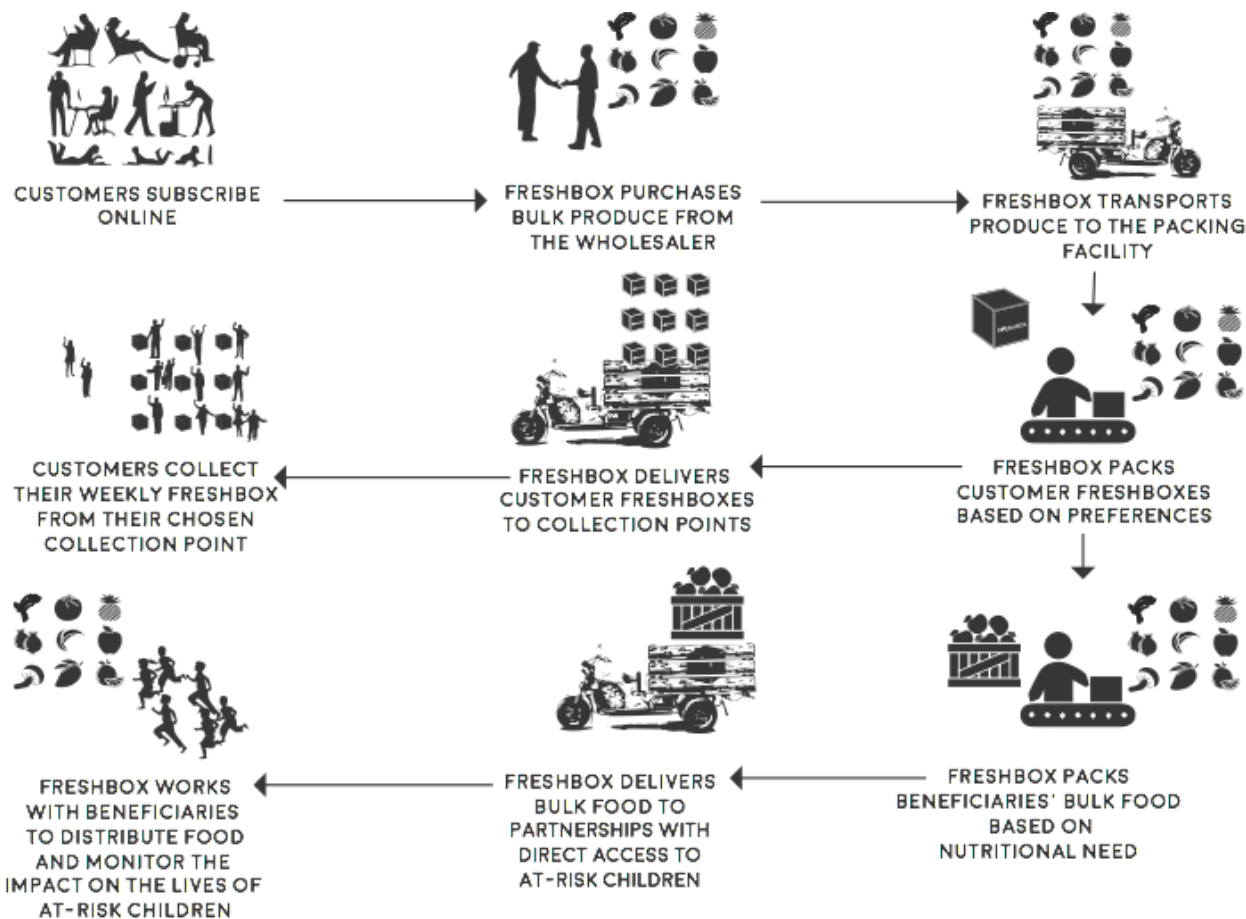 CUSTOMERS SUBSCRIBE
ONLINE
FRESHBOX PURCHASES
BULK PRODUCE FROM
THE WHOLESALER
FRESHBOX TRANSPORTS
PRODUCE TO THE PACKING
FACILITY
FRESHBOX PACKS
CUSTOMER FRESHBOXES
BASED ON PREFERENCES
FRESHBOX DELIVERS
CUSTOMER FRESHBOXES
TO COLLECTION POINTS
CUSTOMERS COLLECT
THEIR WEEKLY FRESHBOX
FROM THEIR CHOSEN
COLLECTION POINT
FRESHBOX PACKS
BENEFICIARIES' BULK FOOD
BASED ON
NUTRITIONAL NEED
FRESHBOX DELIVERS
BULK FOOD TO
PARTNERSHIPS WITH
DIRECT ACCESS TO
AT-RISK CHILDREN
FRESHBOX WORKS
WITH BENEFICIARIES
TO DISTRIBUTE FOOD
AND MONITOR THE
IMPACT ON THE LIVES OF
AT-RISK CHILDREN